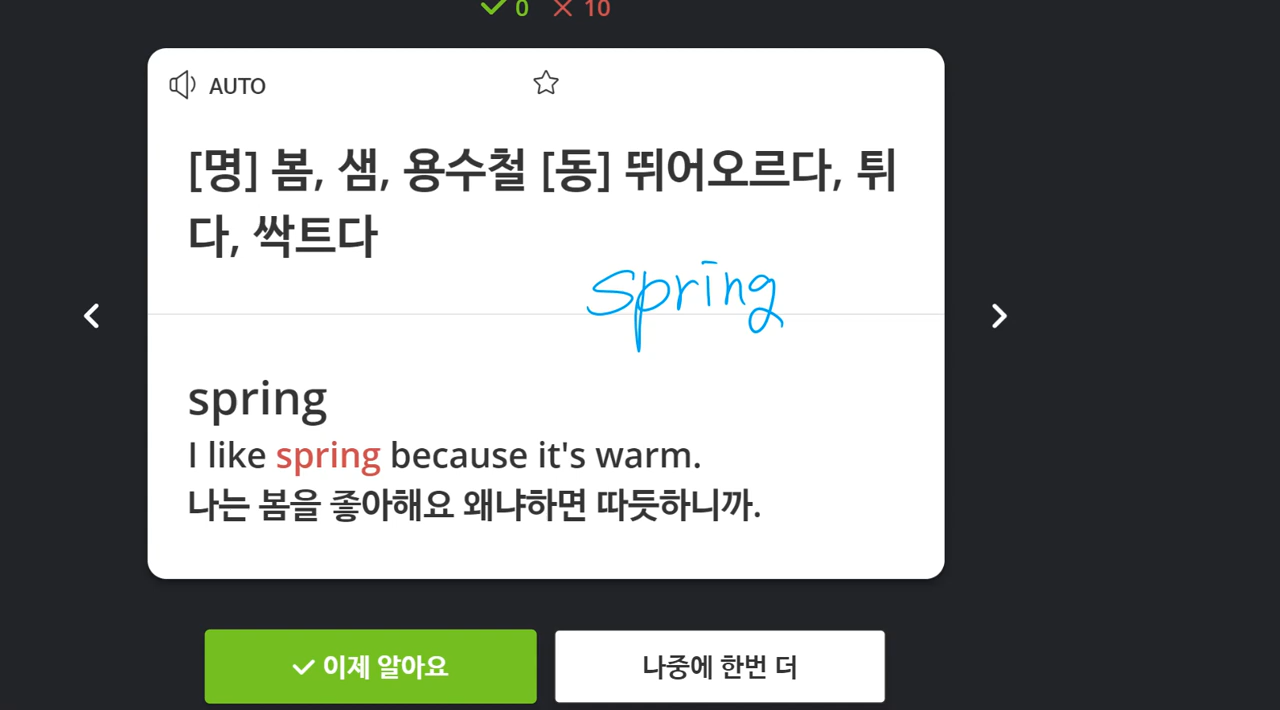 0 10
AUTO
[명] 봄, 샘, 용수철 [동] 뛰어오르다, 튀
다, 싹트다
spring
spring
I like spring because it's warm.
나는 봄을 좋아해요 왜냐하면 따듯하니까.
이제 알아요 나중에 한번 더